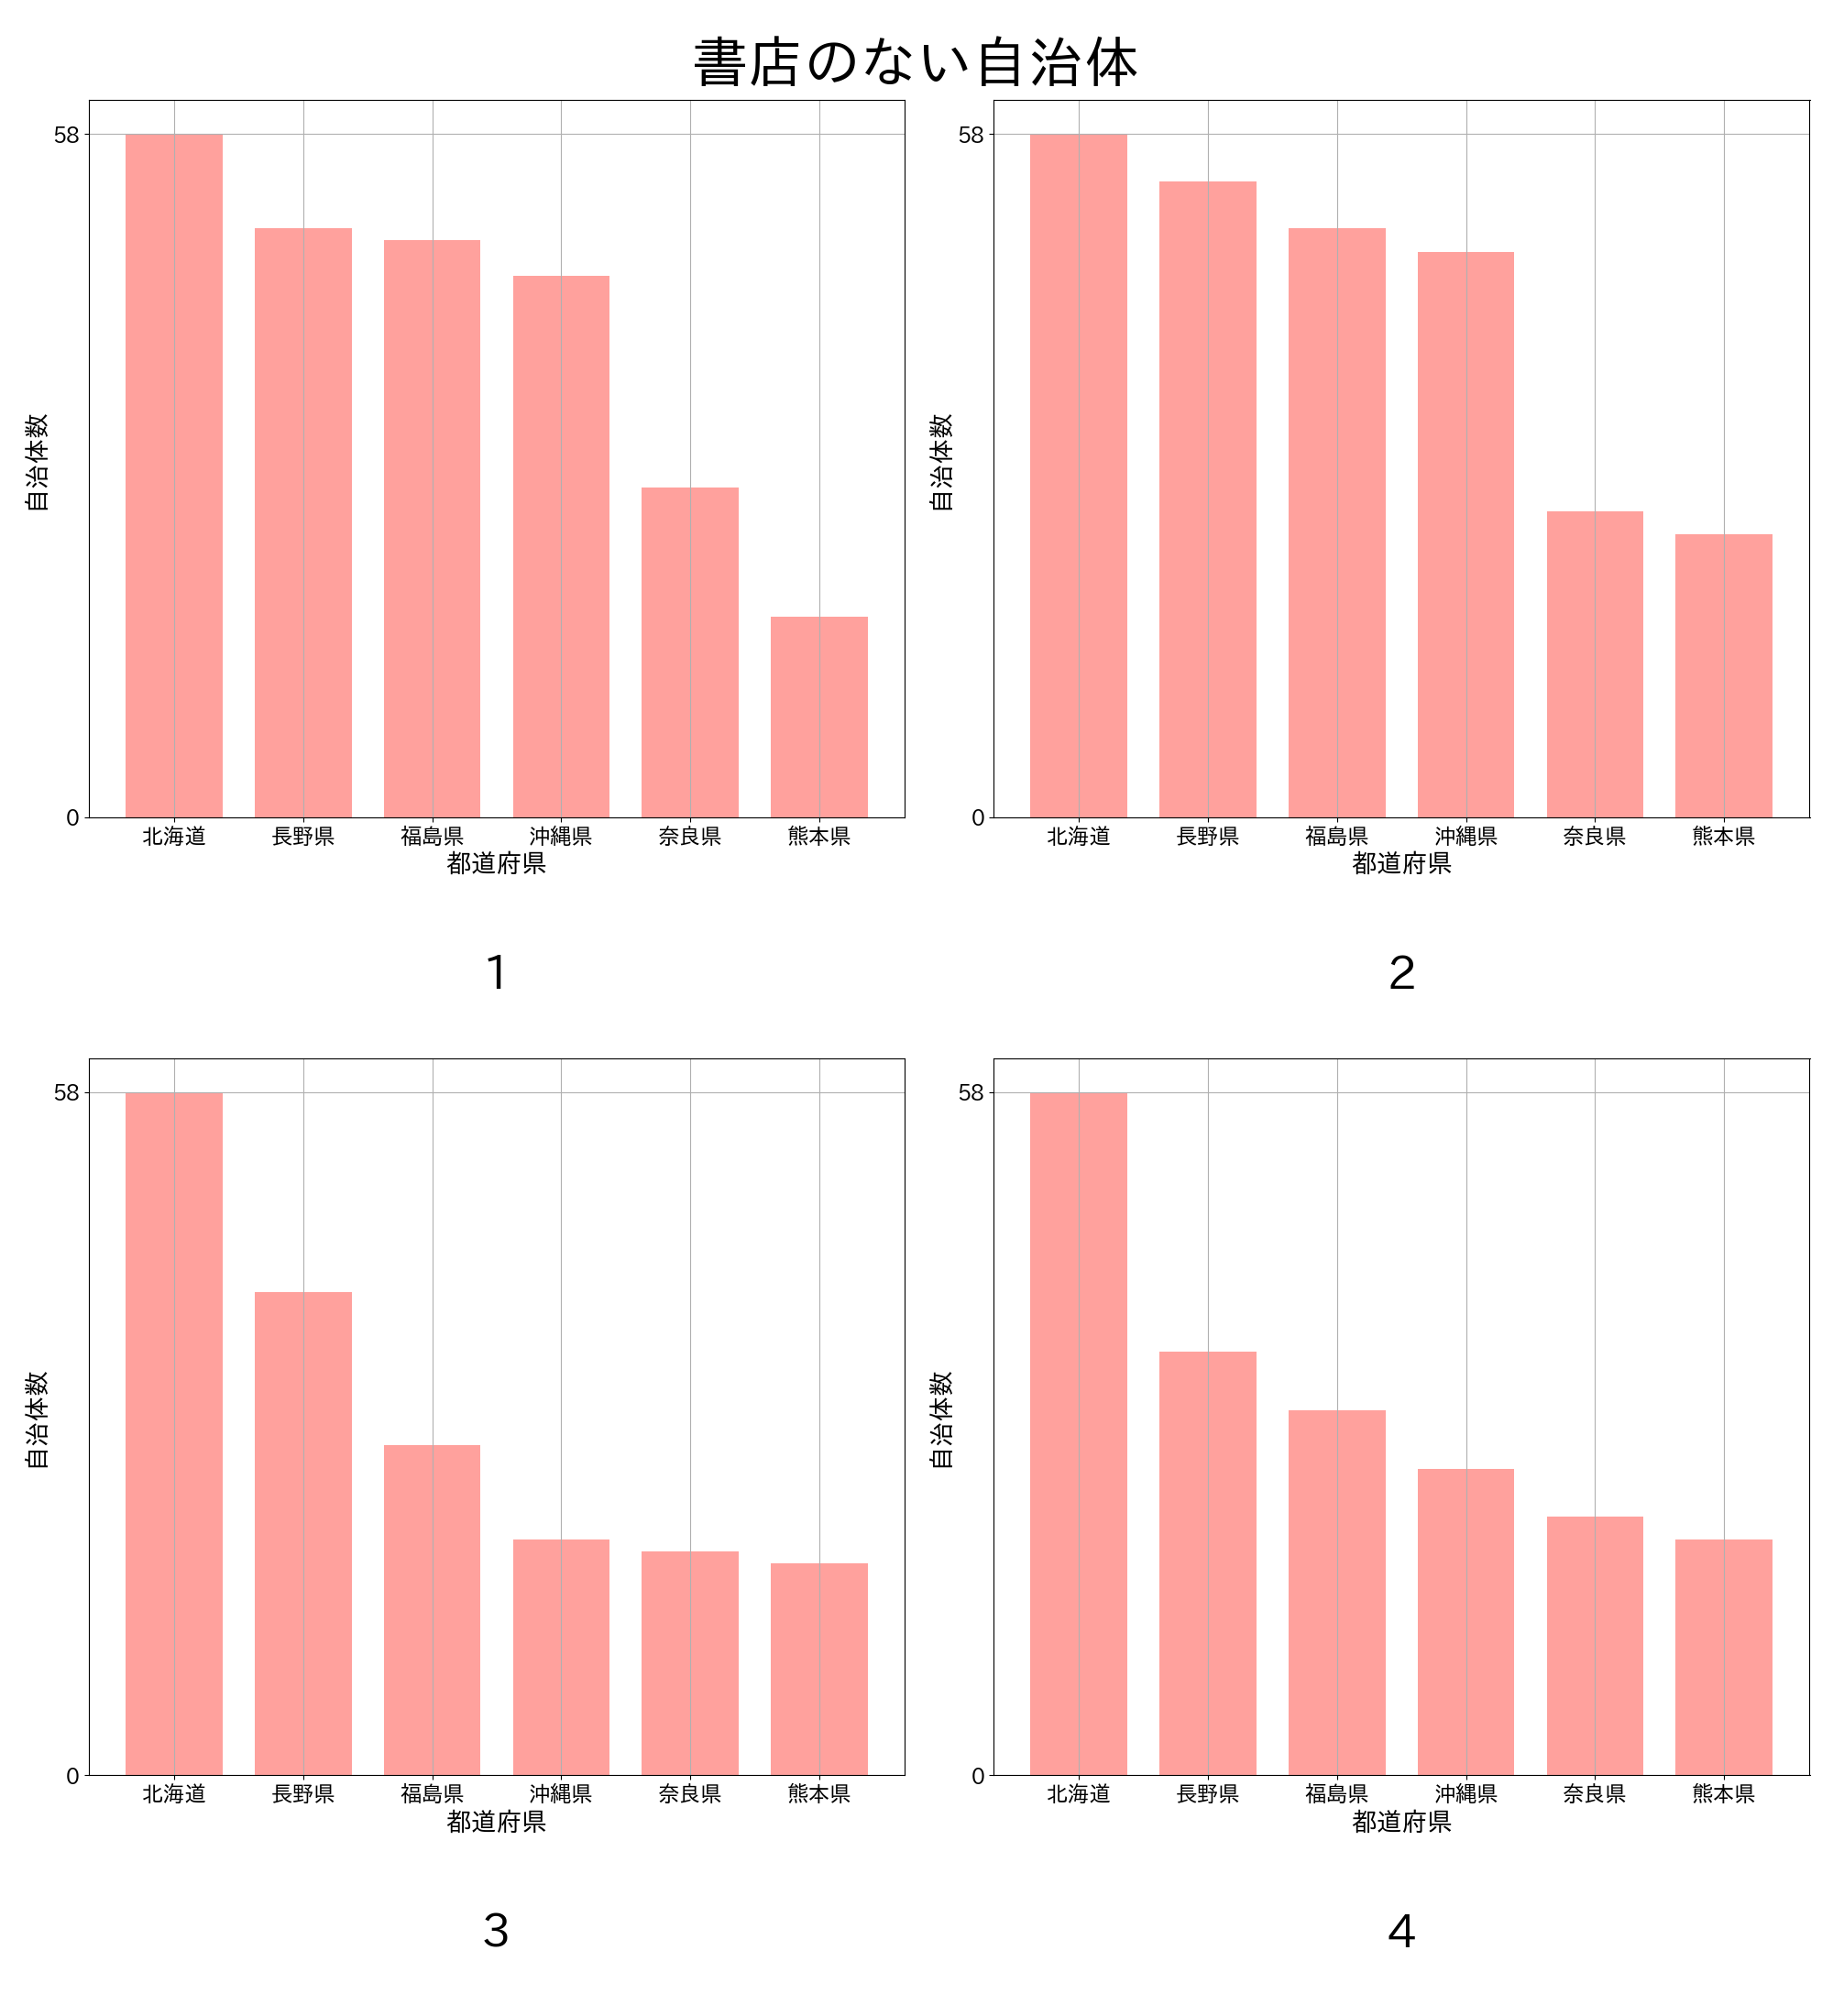 書店のない自治体
58
0
自治体数
北海道 長野県 福島県 沖縄県 奈良県 熊本県
都道府県
1
58
0
自治体数
北海道 長野県 福島県 沖縄県 奈良県 熊本県
都道府県
2
58
0
自治体数
北海道 長野県 福島県 沖縄県 奈良県 熊本県
都道府県
3
58
0
自治体数
北海道 長野県 福島県 沖縄県 奈良県 熊本県
都道府県
4